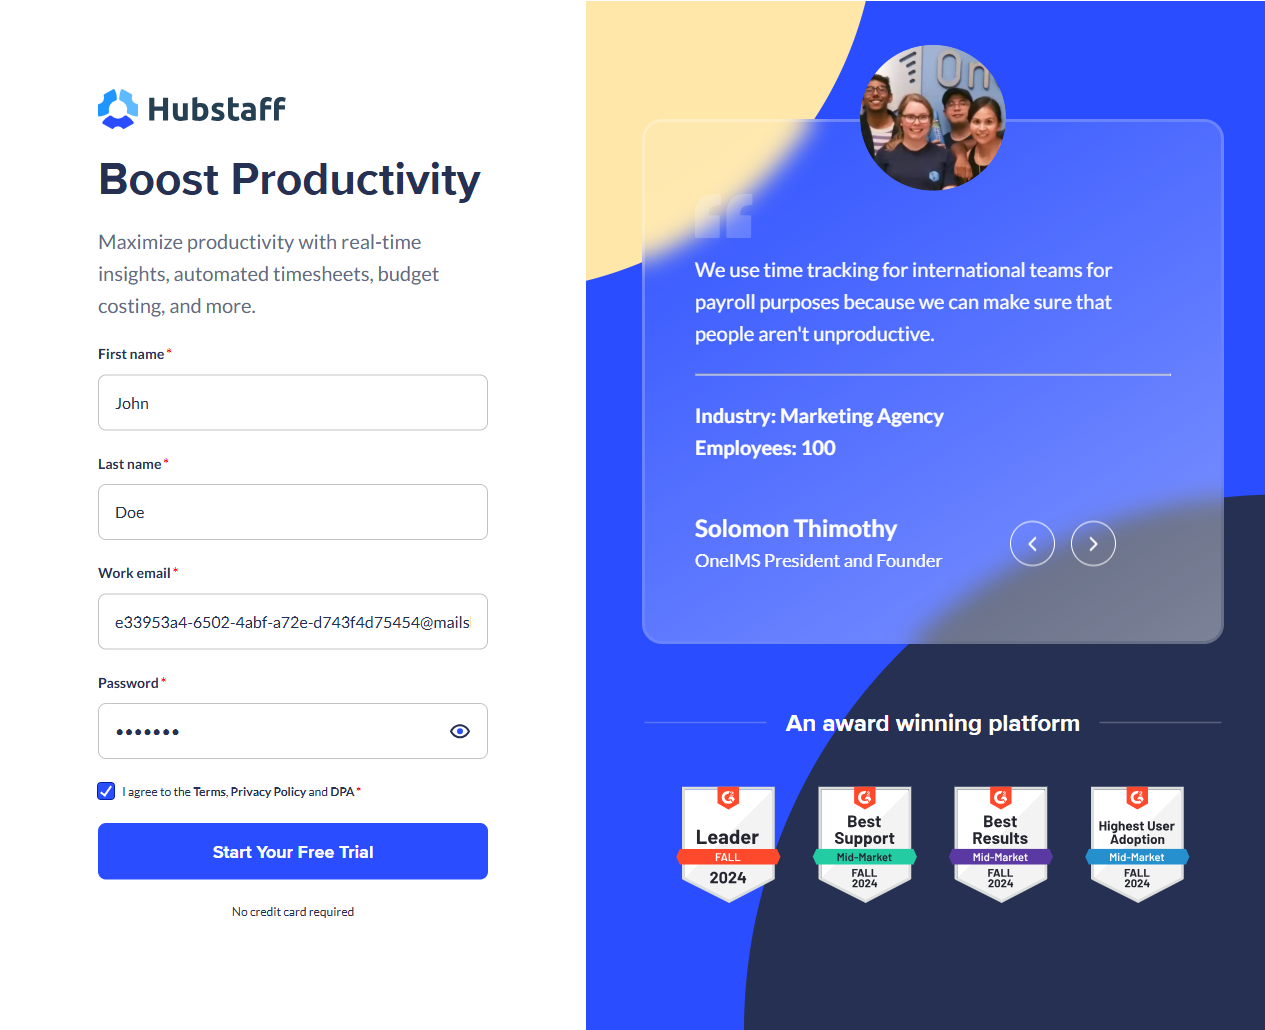 Hubstaff
Boost Productivity
Maximize productivity with real-time
insights, automated timesheets, budget
costing, and more.
First name*
John
Last name*
Doe
Work email*
e33953a4-6502-4abf-a72e-d743f4d75454@mails
Password*
•••••••
I agree to the Terms, Privacy Policy and DPA*
Start Your Free Trial
No credit card required
On
“
We use time tracking for international teams for
payroll purposes because we can make sure that
people aren't unproductive.
Industry: Marketing Agency
Employees: 100
Solomon Thimothy
OneIMS President and Founder
An award winning platform
G2
Leader
FALL
2024
G2
Best
Support
Mid-Market
FALL
2024
G2
Best
Results
Mid-Market
FALL
2024
G2
Highest User
Adoption
Mid-Market
FALL
2024